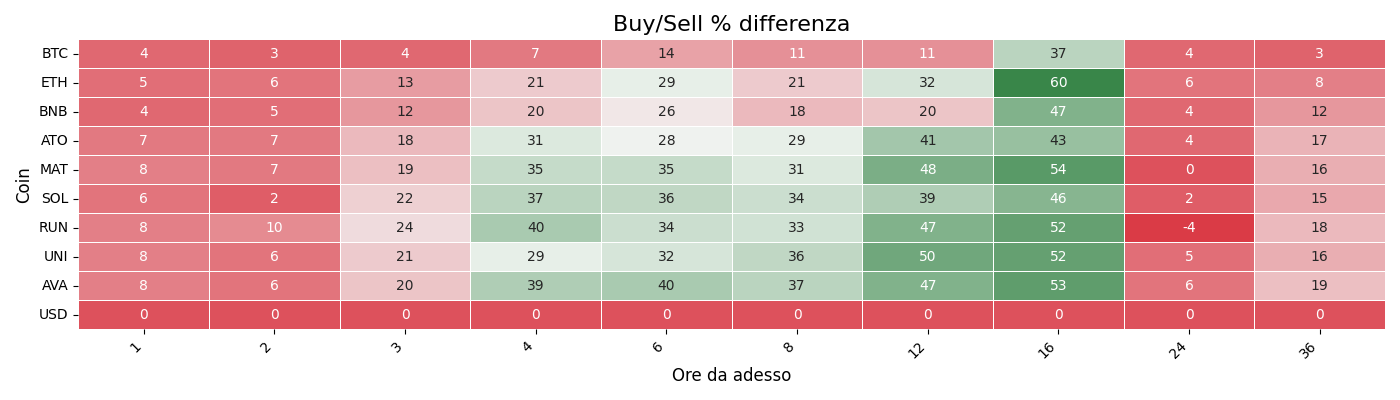 Buy/Sell % differenza
Coin
BTC 4 3 4 7 14 11 11 37 4 3
ETH 5 6 13 21 29 21 32 60 6 8
BNB 4 5 12 20 26 18 20 47 4 12
ATO 7 7 18 31 28 29 41 43 4 17
MAT 8 7 19 35 35 31 48 54 0 16
SOL 6 2 22 37 36 34 39 46 2 15
RUN 8 10 24 40 34 33 47 52 -4 18
UNI 8 6 21 29 32 36 50 52 5 16
AVA 8 6 20 39 40 37 47 53 6 19
USD 0 0 0 0 0 0 0 0 0 0
1 2 3 4 6 8 12 16 24 36
Ore da adesso